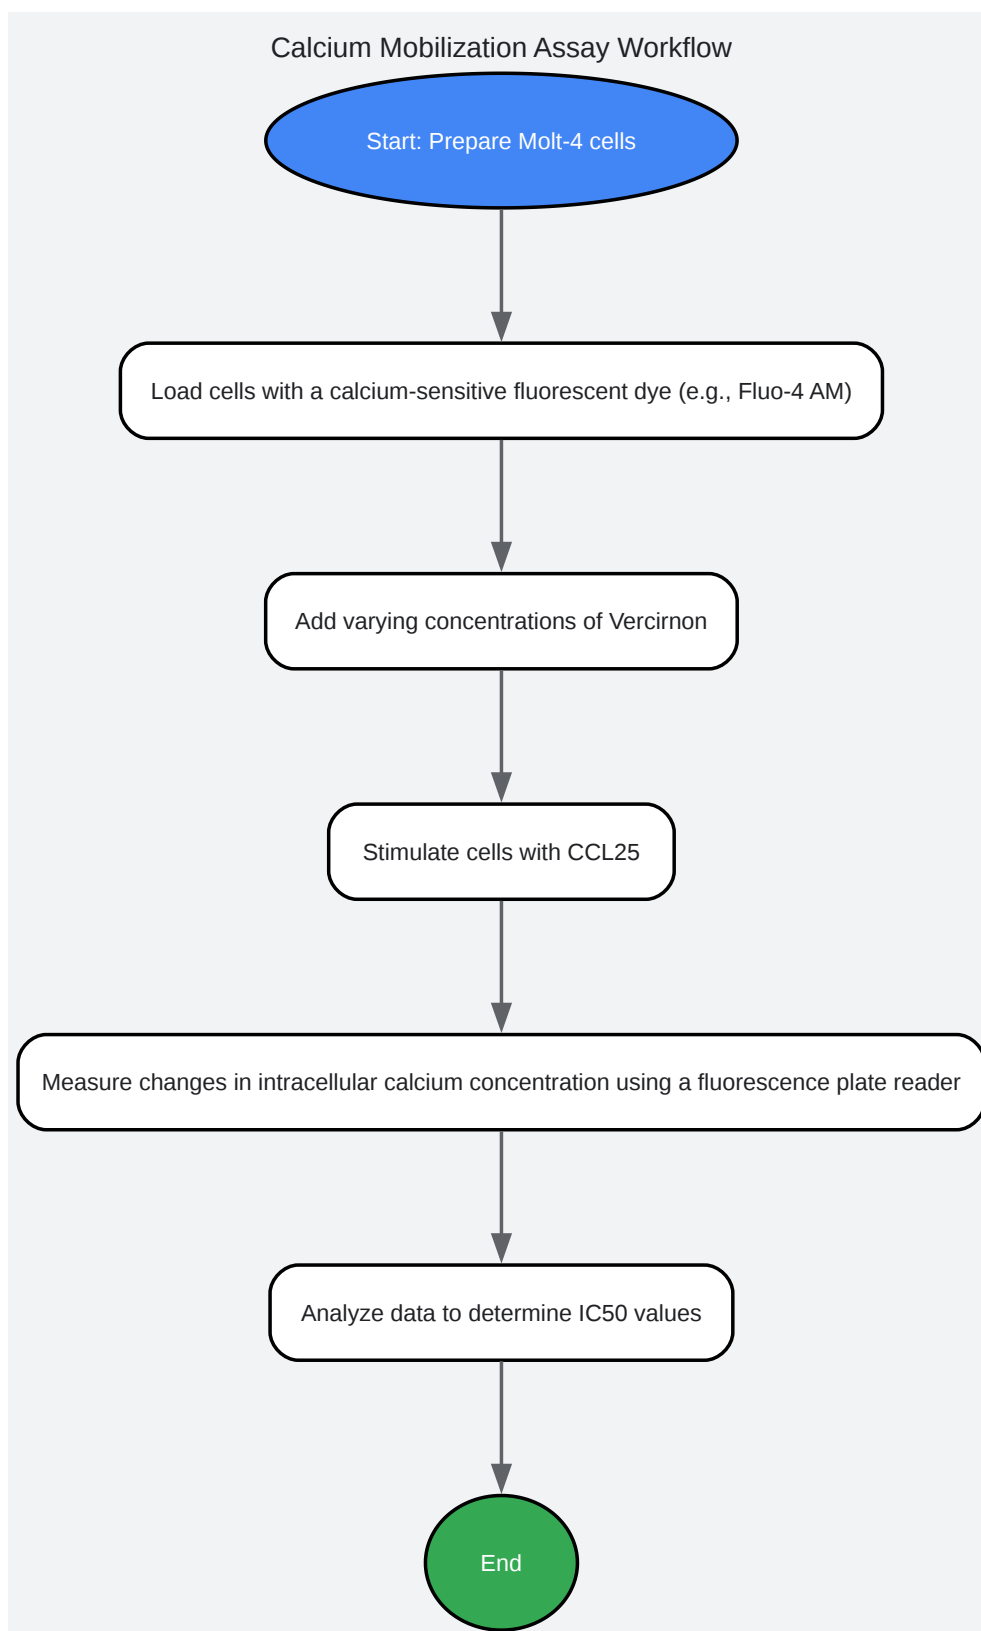 Calcium Mobilization Assay Workflow
Start: Prepare Molt-4 cells
Load cells with a calcium-sensitive fluorescent dye (e.g., Fluo-4 AM)
Add varying concentrations of Vercirnon
Stimulate cells with CCL25
Measure changes in intracellular calcium concentration using a fluorescence plate reader
Analyze data to determine IC50 values
End